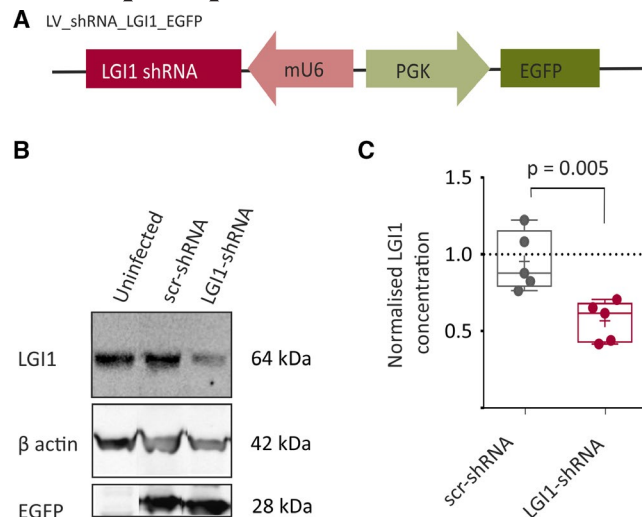 A
LV_shRNA_LGI1_EGFP
LGI1 shRNA
mU6
PGK
EGFP
B
Uninfected
scr-shRNA
LGI1-shRNA
LGI1
64 kDa
β actin
42 kDa
EGFP
28 kDa
C
p = 0.005
Normalised LGI1
concentration
1.5
1.0
0.5
scr-shRNA
LGI1-shRNA